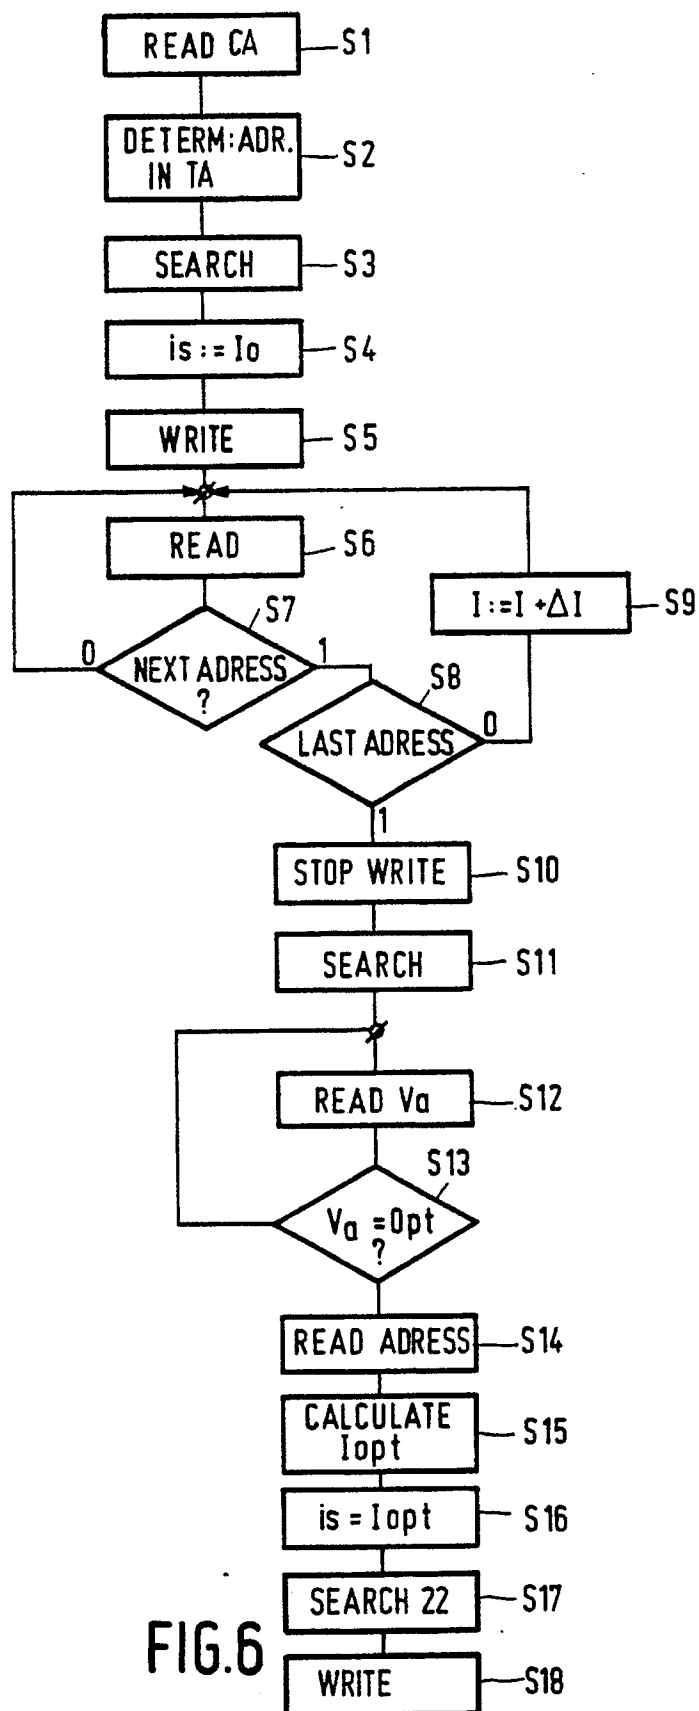 READ CA S1
DETERM:ADR.
IN TA S2
SEARCH S3
is := Io S4
WRITE S5
READ S6
S7
0 NEXT ADRESS 1
?
I:=I+ΔI S9
S8
LAST ADRESS 0
1
STOP WRITE S10
SEARCH S11
READ Va S12
S13
Va =Opt
?
READ ADRESS S14
CALCULATE
Iopt S15
is = Iopt S16
SEARCH 22 S17
FIG.6
WRITE S18